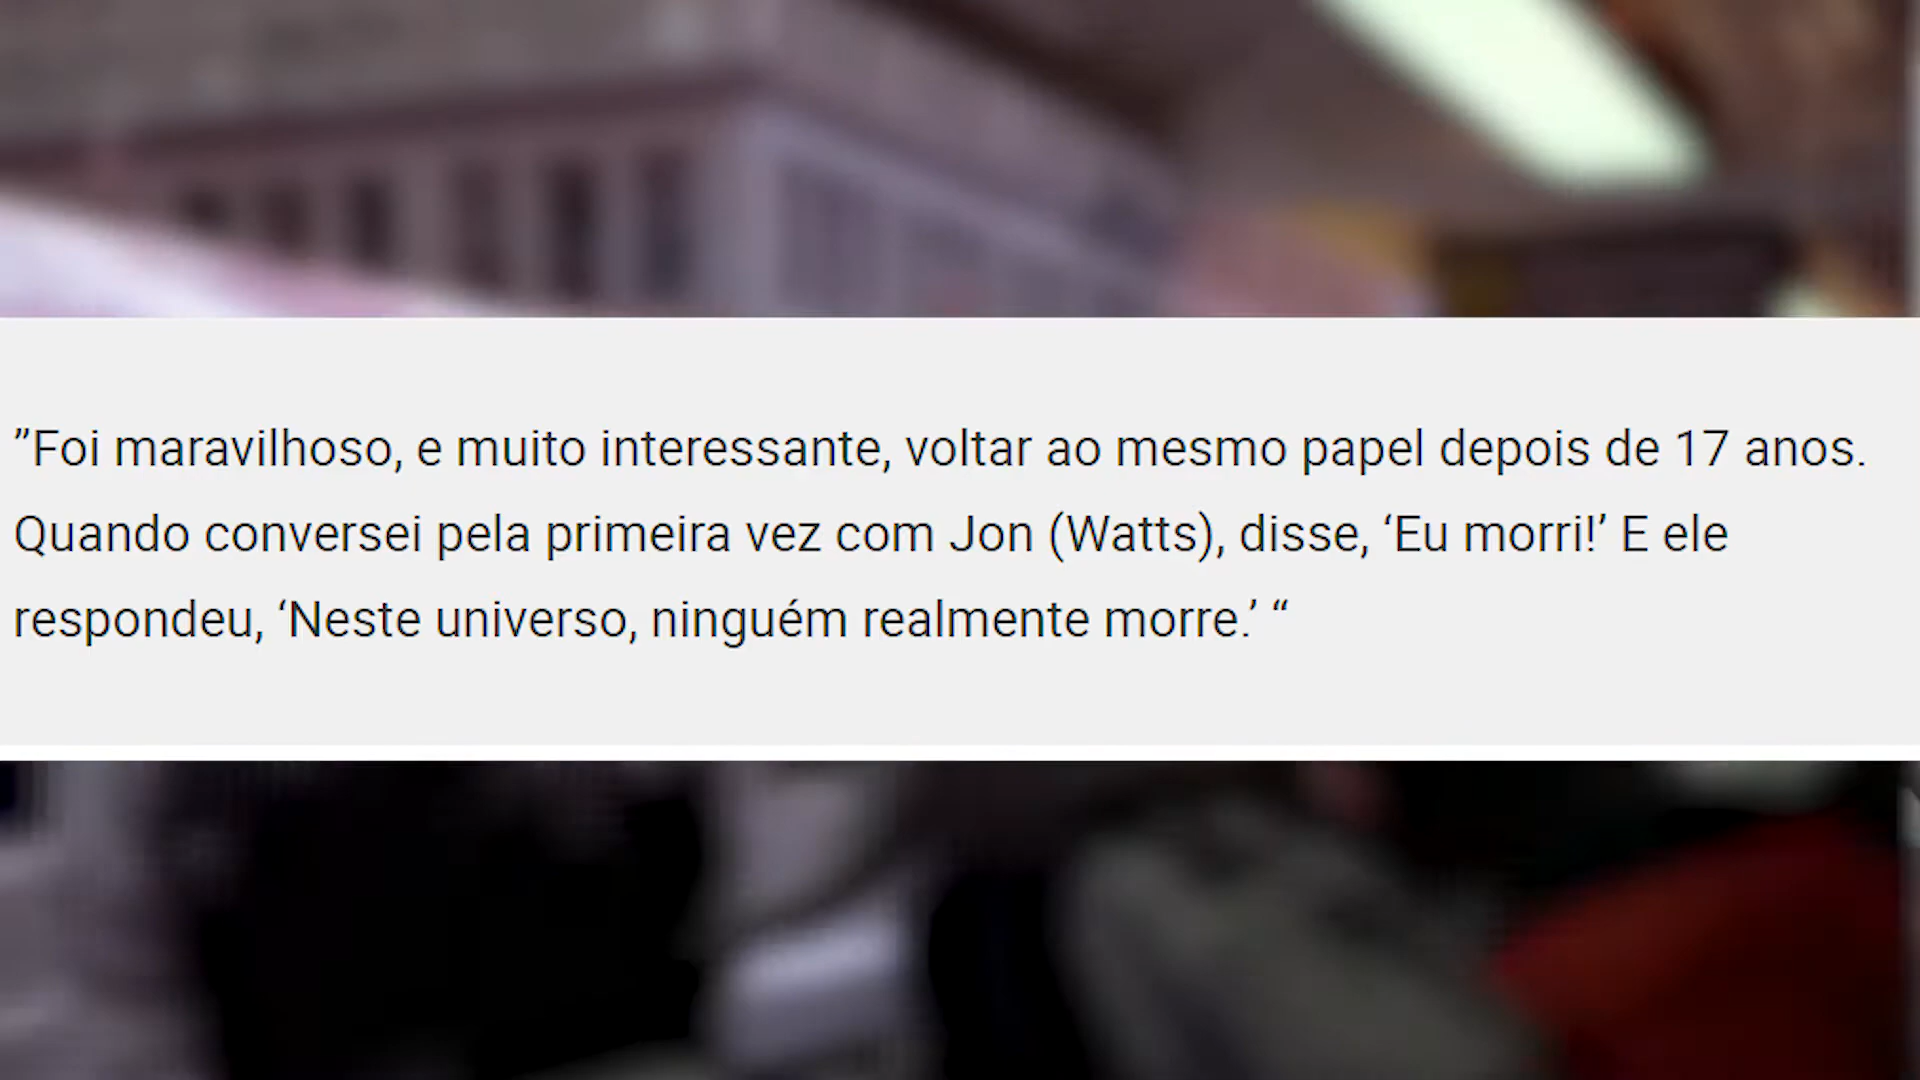 ”Foi maravilhoso, e muito interessante, voltar ao mesmo papel depois de 17 anos.
Quando conversei pela primeira vez com Jon (Watts), disse, ‘Eu morri!’ E ele
respondeu, ‘Neste universo, ninguém realmente morre.’ “